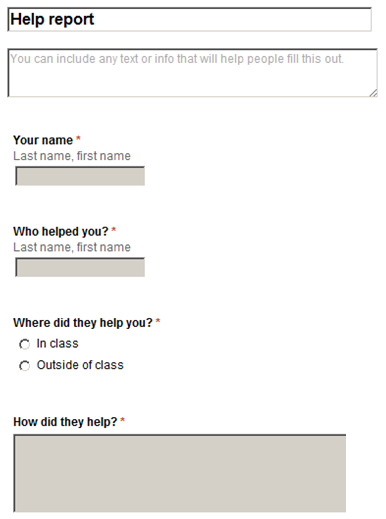 Help report
You can include any text or info that will help people fill this out.
Your name *
Last name, first name
Who helped you? *
Last name, first name
Where did they help you? *
In class
Outside of class
How did they help? *